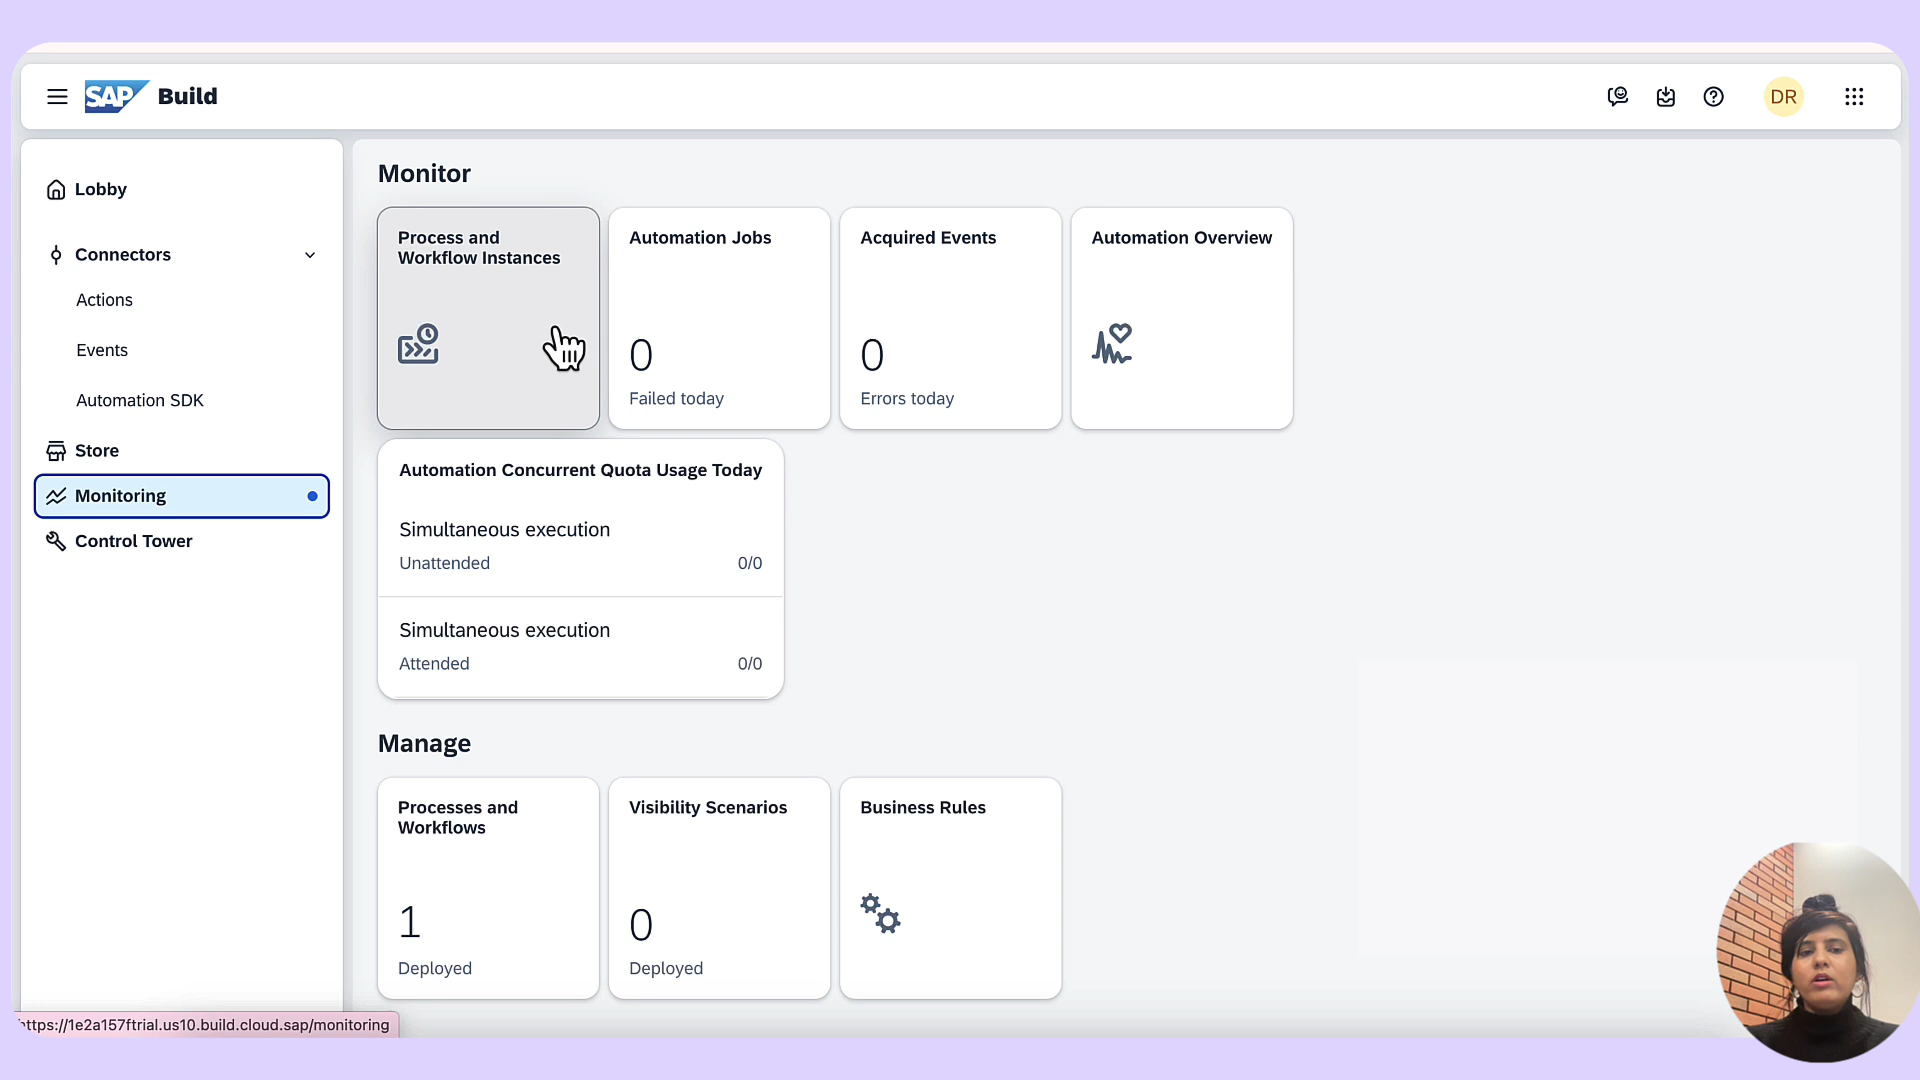 SAP Build
DR
Lobby
Connectors
Actions
Events
Automation SDK
Store
Monitoring
Control Tower
Monitor
Process and
Workflow Instances
Automation Jobs
0
Failed today
Acquired Events
0
Errors today
Automation Overview
Automation Concurrent Quota Usage Today
Simultaneous execution
Unattended 0/0
Simultaneous execution
Attended 0/0
Manage
Processes and
Workflows
1
Deployed
Visibility Scenarios
0
Deployed
Business Rules
https://1e2a157ftrial.us10.build.cloud.sap/monitoring